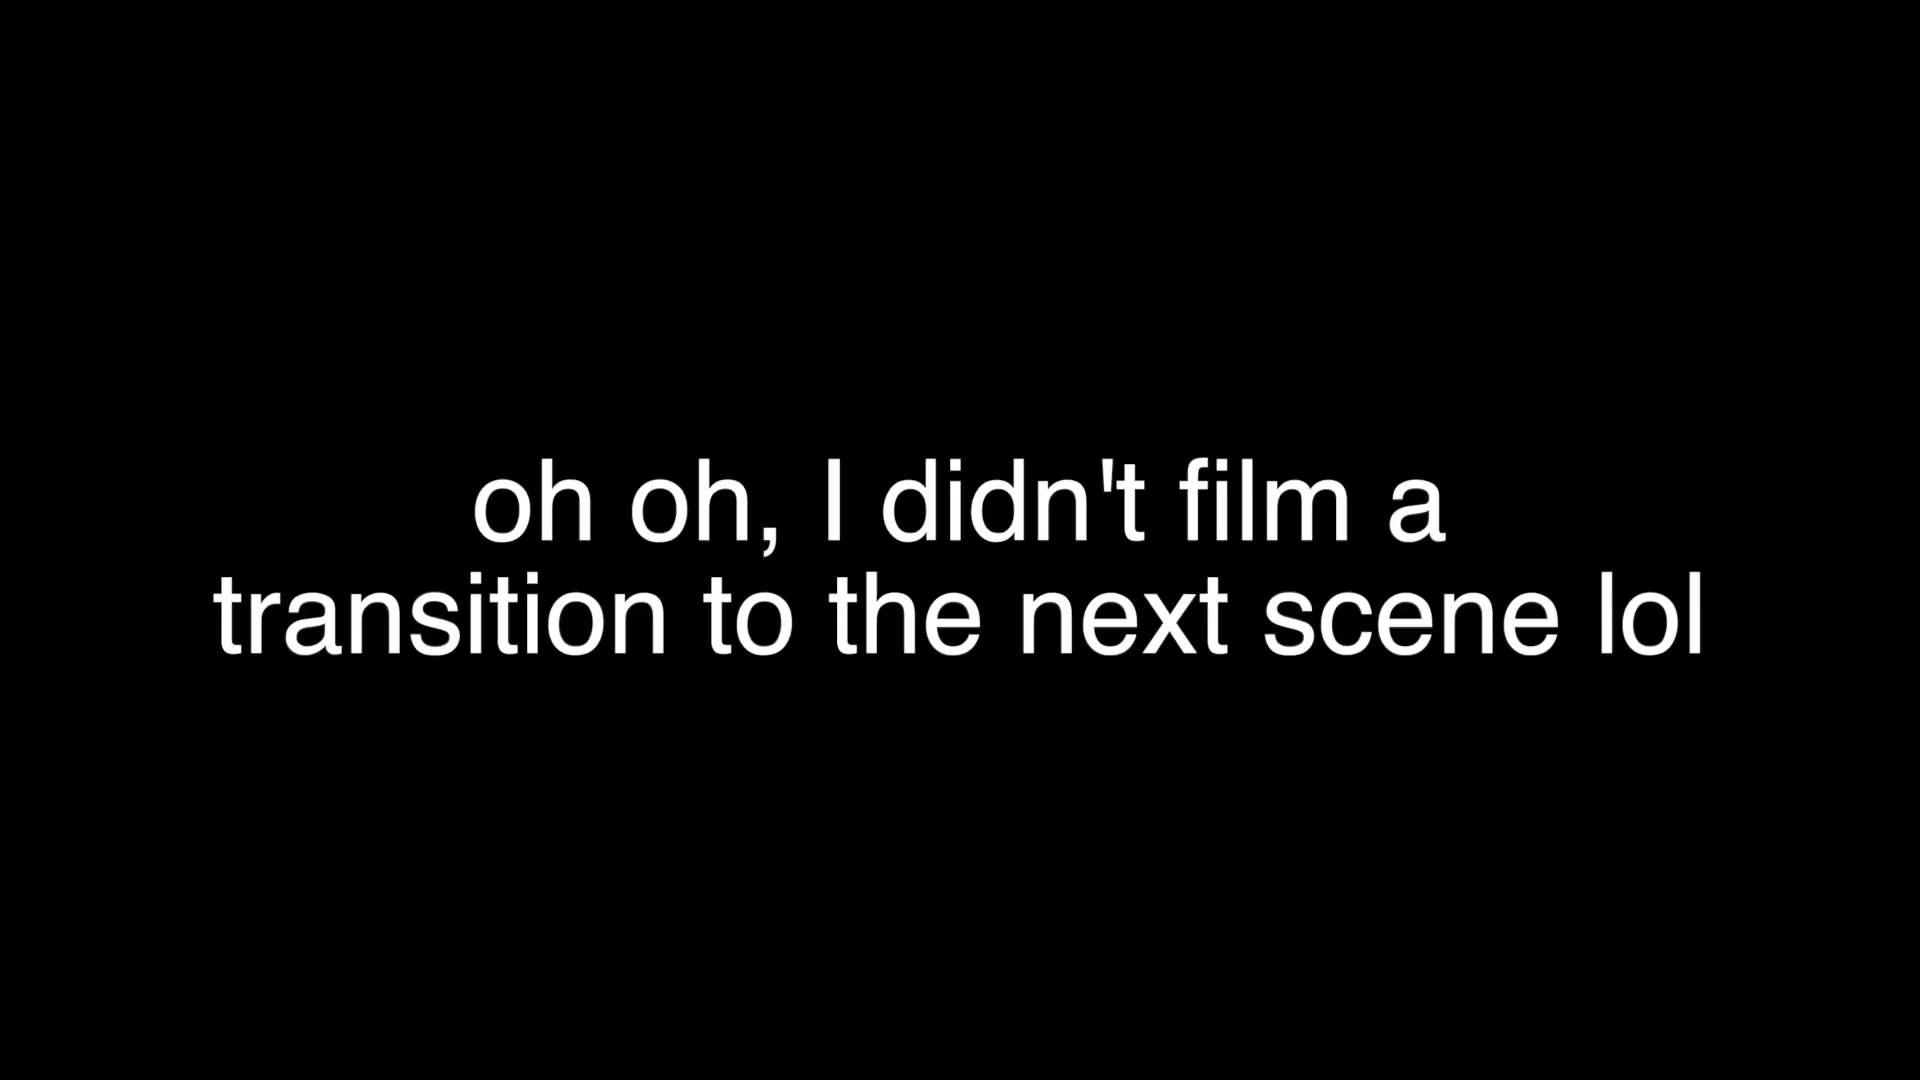 oh oh, I didn't film a
transition to the next scene lol